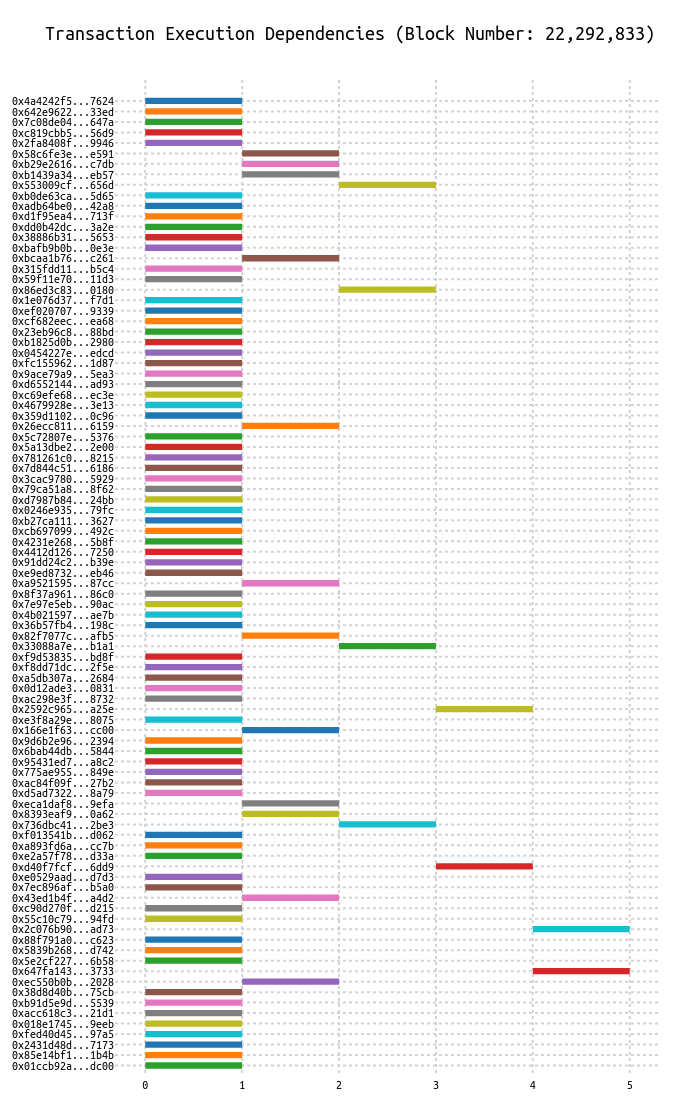 Transaction Execution Dependencies (Block Number: 22,292,833)
0x4a4242f5...7624
0x642e9622...33ed
0x7c08de04...647a
0xc819cbb5...56d9
0x2fa8408f...9946
0x58c6fe3e...e591
0xb29e2616...c7db
0xb1439a34...eb57
0x553009cf...656d
0xb0de63ca...5d65
0xadb64be0...42a8
0xd1f95ea4...713f
0xdd0b42dc...3a2e
0x38886b31...5653
0xbafb9b0b...0e3e
0xbcaa1b76...c261
0x315fdd11...b5c4
0x59f11e70...11d3
0x86ed3c83...0180
0x1e076d37...f7d1
0xef020707...9339
0xcf682eec...ea68
0x23eb96c8...88bd
0xb1825d0b...2980
0x0454227e...edcd
0xfc155962...1d87
0x9ace79a9...5ea3
0xd6552144...ad93
0xc69efe68...ec3e
0x4679928e...3e13
0x359d1102...0c96
0x26ecc811...6159
0x5c72807e...5376
0x5a13dbe2...2e00
0x781261c0...8215
0x7d844c51...6186
0x3cac9780...5929
0x79ca51a8...8f62
0xd7987b84...24bb
0x0246e935...79fc
0xb27ca111...3627
0xcb697099...492c
0x4231e268...5b8f
0x4412d126...7250
0x91dd24c2...b39e
0xe9ed8732...eb46
0xa9521595...87cc
0x8f37a961...86c0
0x7e97e5eb...90ac
0x4b021597...ae7b
0x36b57fb4...198c
0x82f7077c...afb5
0x33088a7e...b1a1
0xf9d53835...bd8f
0xf8dd71dc...2f5e
0xa5db307a...2684
0x0d12ade3...0831
0xac298e3f...8732
0x2592c965...a25e
0xe3f8a29e...8075
0x166e1f63...cc00
0x9d6b2e96...2394
0x6bab44db...5844
0x95431ed7...a8c2
0x775ae955...849e
0xac84f09f...27b2
0xd5ad7322...8a79
0xeca1daf8...9efa
0x8393eaf9...0a62
0x736dbc41...2be3
0xf013541b...d062
0xa893fd6a...cc7b
0xe2a57f78...d33a
0xd40f7fcf...6dd9
0xe0529aad...d7d3
0x7ec896af...b5a0
0x43ed1b4f...a4d2
0xc90d270f...d215
0x55c10c79...94fd
0x2c076b90...ad73
0x88f791a0...c623
0x5839b268...d742
0x5e2cf227...6b58
0x647fa143...3733
0xec550b0b...2028
0x38d8d40b...75cb
0xb91d5e9d...5539
0xacc618c3...21d1
0x018e1745...9eeb
0xfed40d45...97a5
0x2431d48d...7173
0x85e14bf1...1b4b
0x01ccb92a...dc00
0 1 2 3 4 5